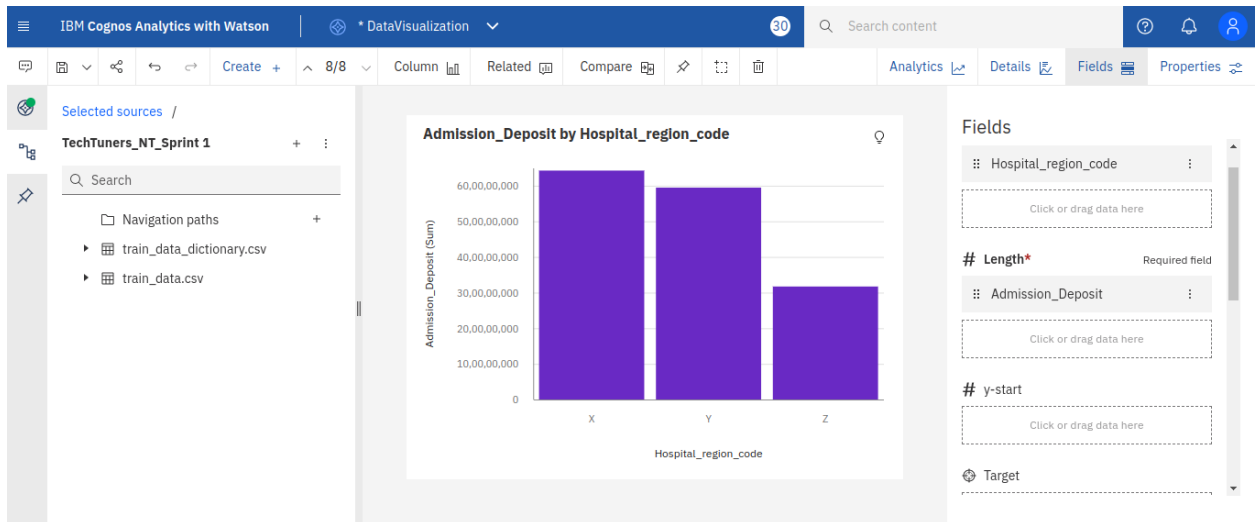 IBM Cognos Analytics with Watson
* DataVisualization
30
Search content
Create +
8/8
Column
Related
Compare
Analytics
Details
Fields
Properties
Selected sources /
TechTuners_NT_Sprint 1
Search
Navigation paths
train_data_dictionary.csv
train_data.csv
Admission_Deposit by Hospital_region_code
Admission_Deposit (Sum)
60,00,00,000
50,00,00,000
40,00,00,000
30,00,00,000
20,00,00,000
10,00,00,000
0
X Y Z
Hospital_region_code
Fields
Hospital_region_code
Click or drag data here
# Length* Required field
Admission_Deposit
Click or drag data here
# y-start
Click or drag data here
Target